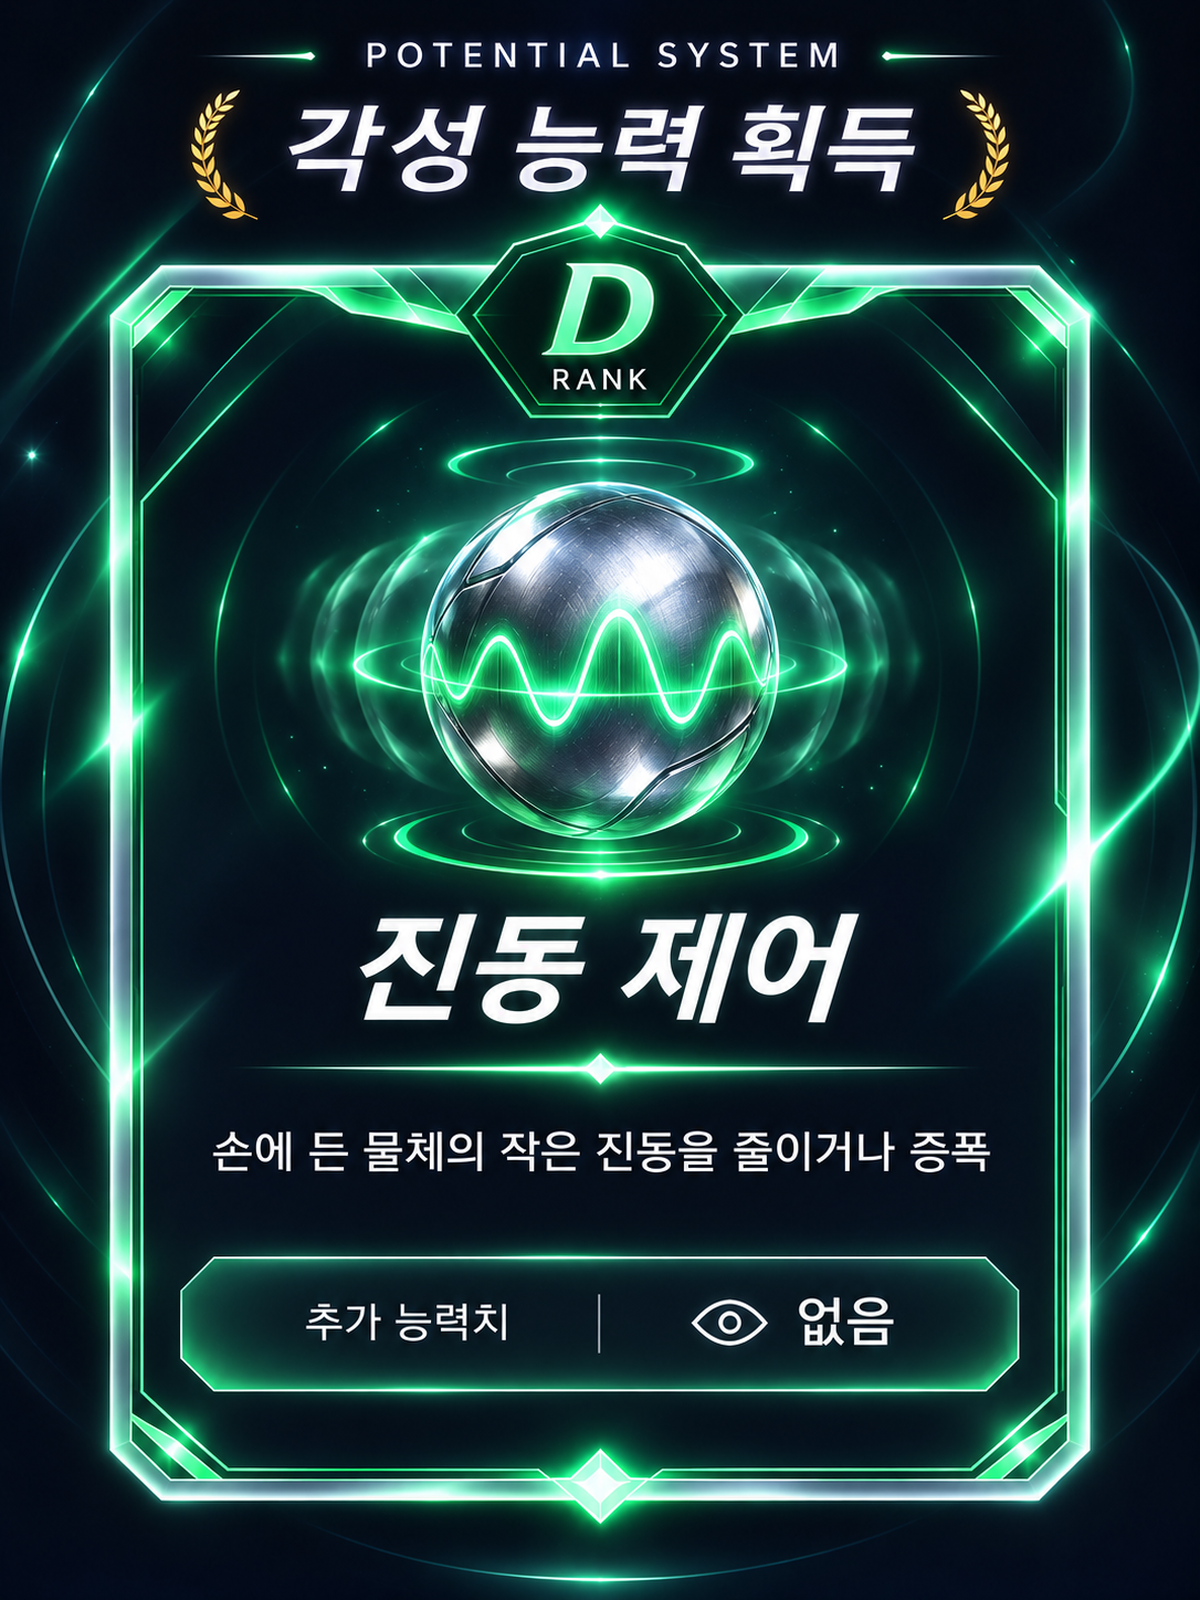 POTENTIAL SYSTEM
각성 능력 획득
D
RANK
진동 제어
손에 든 물체의 작은 진동을 줄이거나 증폭
추가 능력치
없음